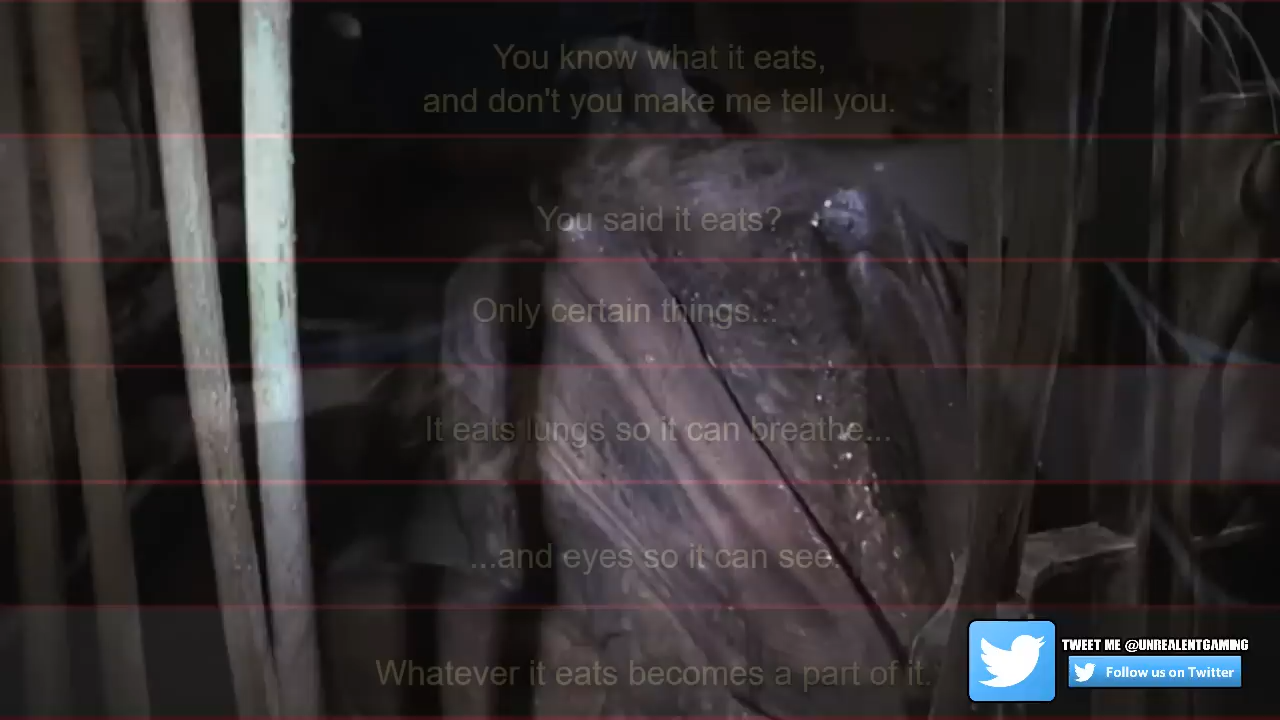 You know what it eats,
and don't you make me tell you.
You said it eats?
Only certain things...
It eats lungs so it can breathe...
...and eyes so it can see.
Whatever it eats becomes a part of it.
TWEET ME @UNREALENTGAMING
Follow us on Twitter